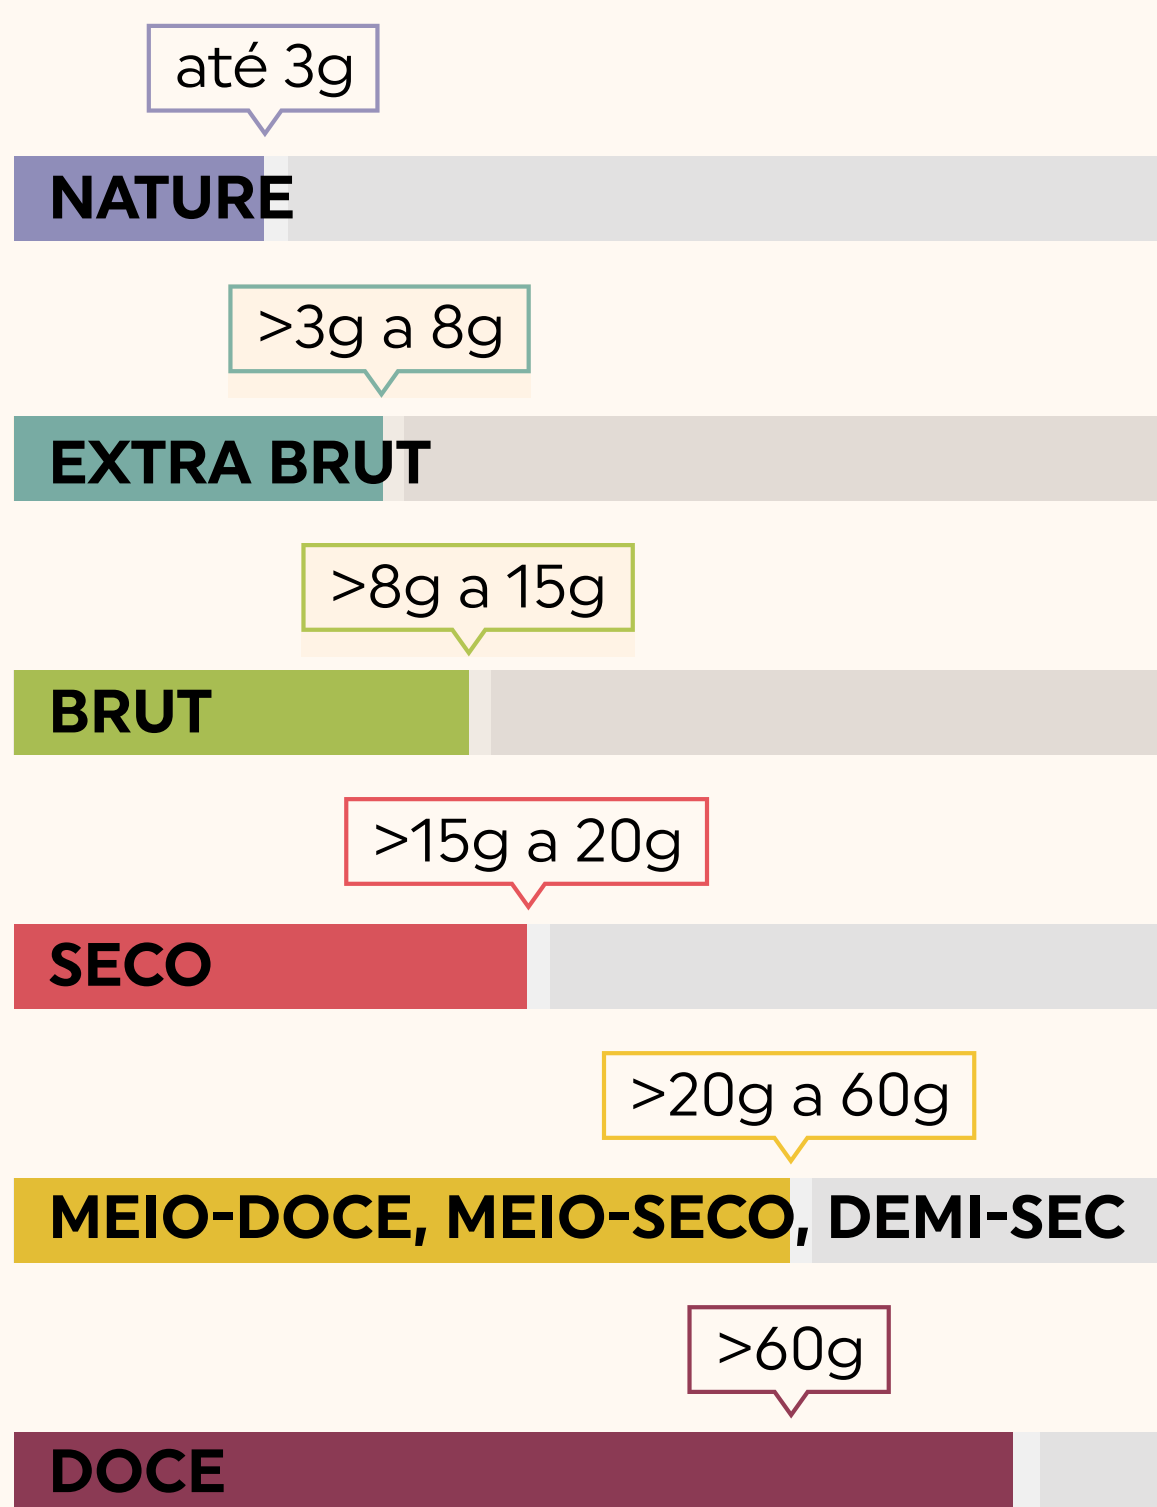 até 3g
NATURE
>3g a 8g
EXTRA BRUT
>8g a 15g
BRUT
>15g a 20g
SECO
>20g a 60g
MEIO-DOCE, MEIO-SECO, DEMI-SEC
>60g
DOCE